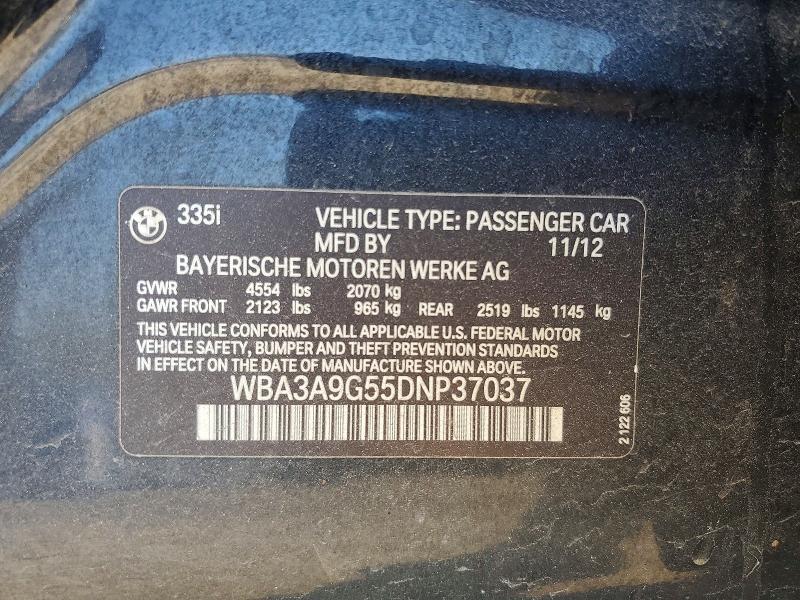 335i VEHICLE TYPE: PASSENGER CAR
MFD BY 11/12
BAYERISCHE MOTOREN WERKE AG
GVWR 4554 lbs 2070 kg
GAWR FRONT 2123 lbs 965 kg REAR 2519 lbs 1145 kg
THIS VEHICLE CONFORMS TO ALL APPLICABLE U.S. FEDERAL MOTOR
VEHICLE SAFETY, BUMPER AND THEFT PREVENTION STANDARDS
IN EFFECT ON THE DATE OF MANUFACTURE SHOWN ABOVE.
WBA3A9G55DNP37037
2 122 606